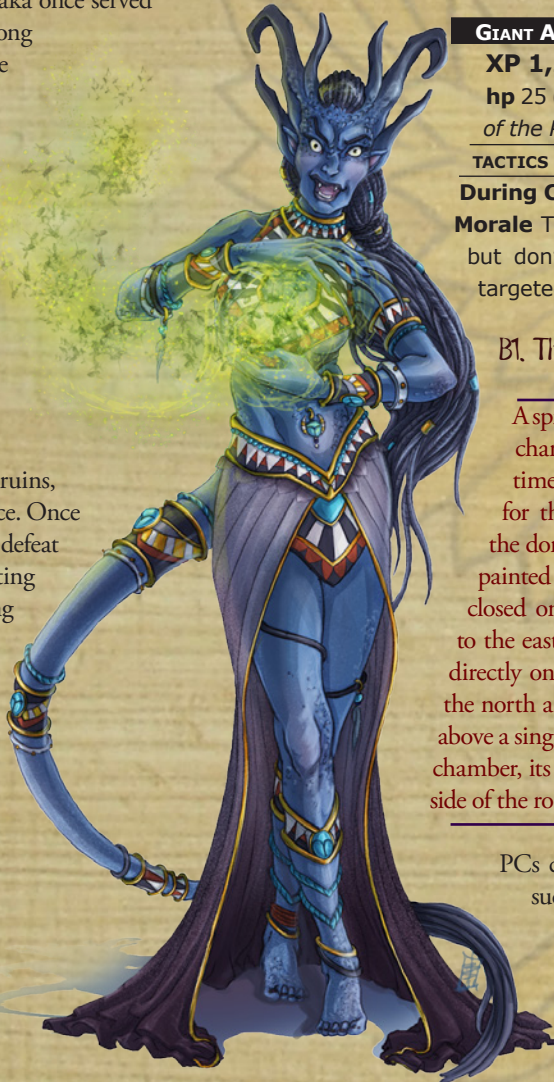 aka once served
ong
e
ruins,
ce. Once
defeat
ting
ng
GIANT A
XP 1,
hp 25
of the
TACTICS
During C
Morale T
but don
targete
B1. Th
A sp
char
time
for th
the dor
painted
closed or
to the east
directly on
the north a
above a sing
chamber, its
side of the ro
PCs c
suc